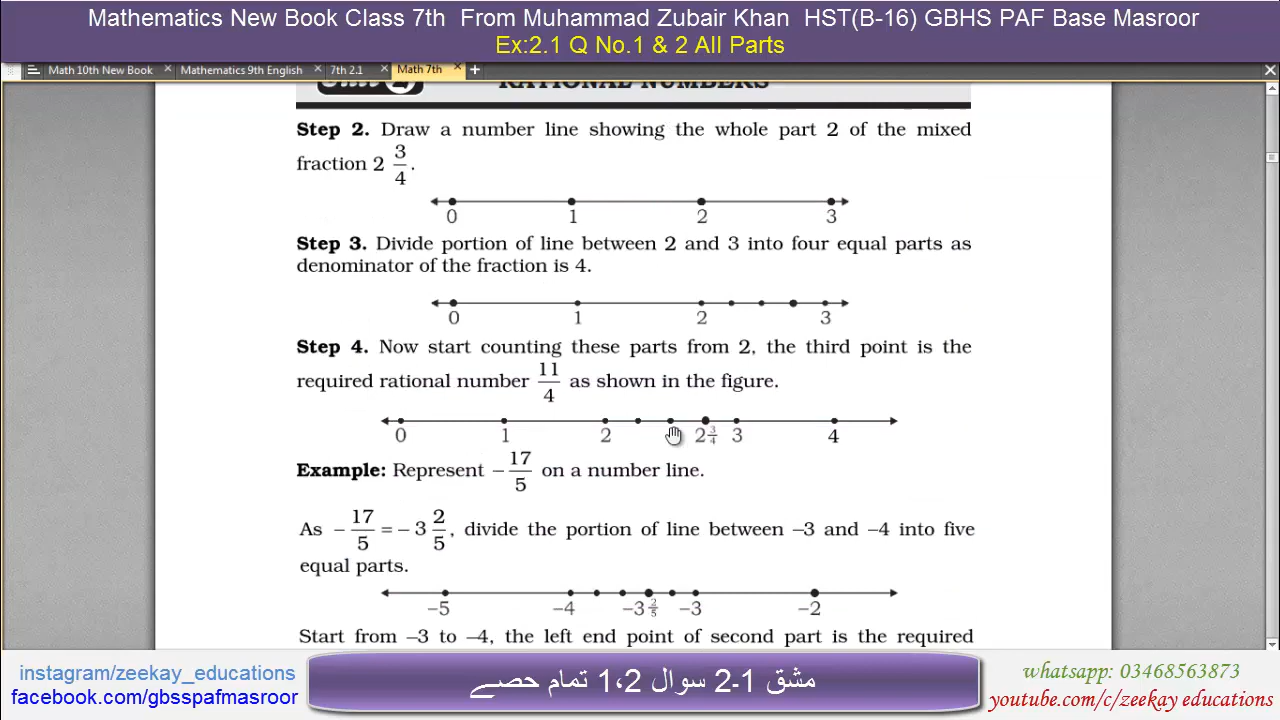 Mathematics New Book Class 7th From Muhammad Zubair Khan HST(B-16) GBHS PAF Base Masroor
Ex:2.1 Q No.1 & 2 All Parts
Math 10th New Book × Mathematics 9th English × 7th 2.1 × Math 7th × +
RATIONAL NUMBERS
Step 2. Draw a number line showing the whole part 2 of the mixed
fraction 2 3/4.
0 1 2 3
Step 3. Divide portion of line between 2 and 3 into four equal parts as
denominator of the fraction is 4.
0 1 2 3
Step 4. Now start counting these parts from 2, the third point is the
required rational number 11/4 as shown in the figure.
0 1 2 2 3/4 3 4
Example: Represent −17/5 on a number line.
As −17/5 = −3 2/5, divide the portion of line between −3 and −4 into five
equal parts.
−5 −4 −3 2/5 −3 −2
Start from −3 to −4, the left end point of second part is the required
instagram/zeekay_educations
facebook.com/gbsspafmasroor
مشق 1-2 سوال 1،2 تمام حصے
whatsapp: 03468563873
youtube.com/c/zeekay educations